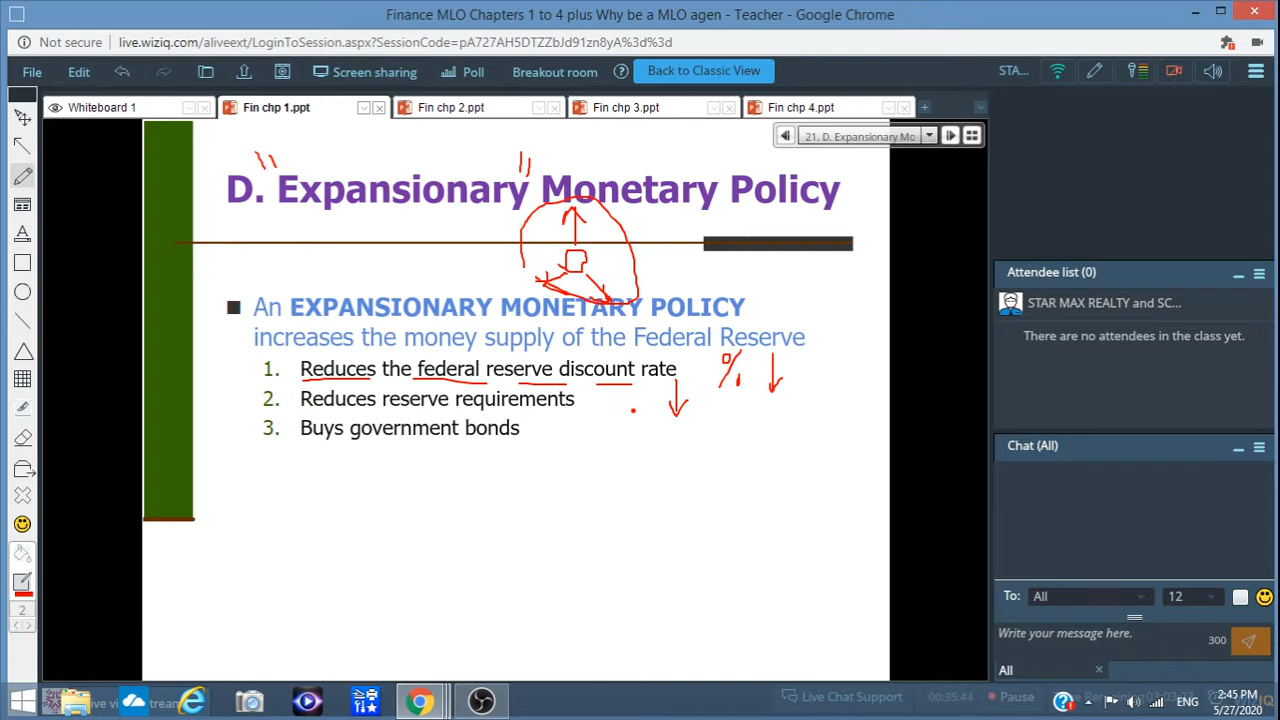 Finance MLO Chapters 1 to 4 plus Why be a MLO agen - Teacher - Google Chrome
Not secure | live.wiziq.com/aliveext/LoginToSession.aspx?SessionCode=pA727AH5DTZZbJd91zn8yA%3d%3d
File Edit Screen sharing Poll Breakout room ? Back to Classic View STA...
Whiteboard 1 Fin chp 1.ppt Fin chp 2.ppt Fin chp 3.ppt Fin chp 4.ppt
21. D. Expansionary Mo
D. Expansionary Monetary Policy
An EXPANSIONARY MONETARY POLICY
increases the money supply of the Federal Reserve
1. Reduces the federal reserve discount rate %
2. Reduces reserve requirements
3. Buys government bonds
Attendee list (0)
STAR MAX REALTY and SC...
There are no attendees in the class yet.
Chat (All)
To: All 12
Write your message here. 300
All
2
Live Chat Support 00:35:44 Pause
ENG 2:45 PM
5/27/2020